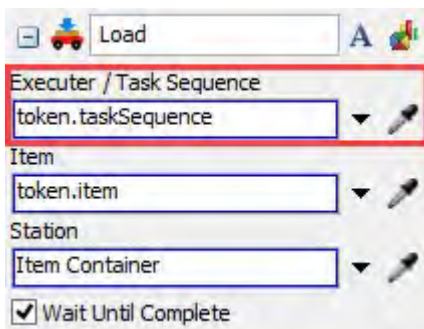 Load A
Executer / Task Sequence
token.taskSequence
Item
token.item
Station
Item Container
Wait Until Complete